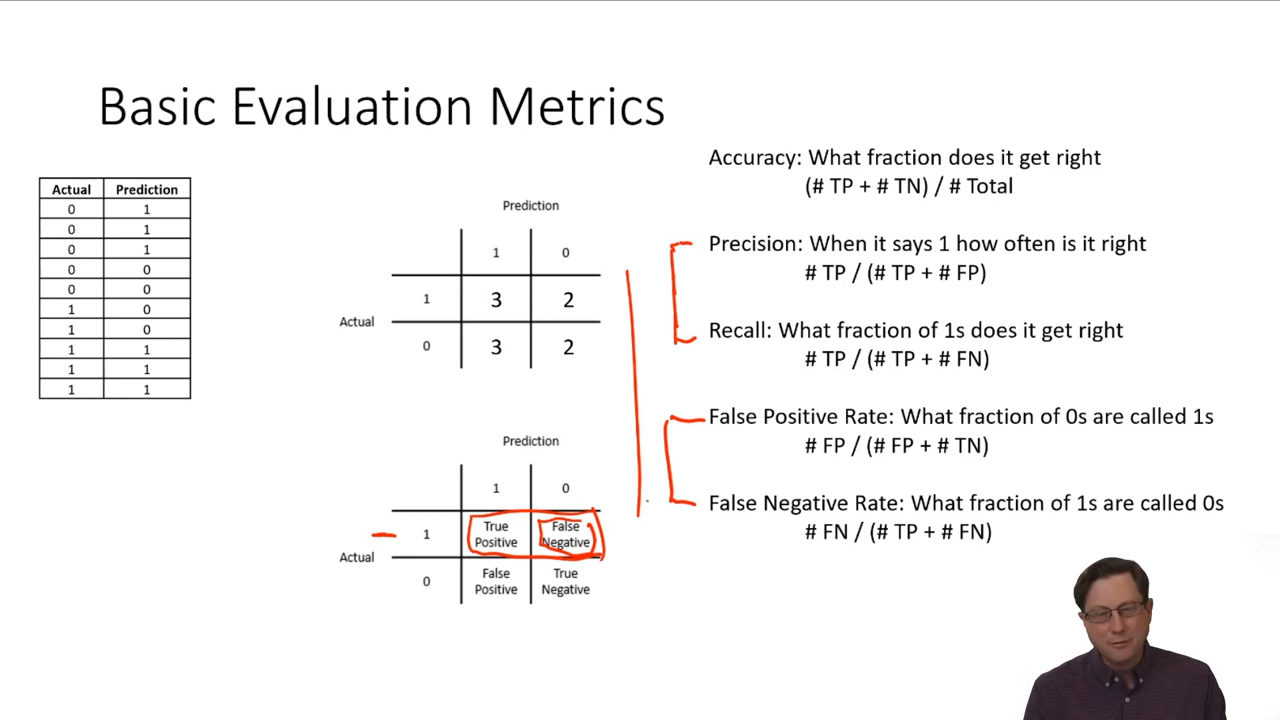 Basic Evaluation Metrics
Actual Prediction
0 1
0 1
0 1
0 0
0 0
1 0
1 0
1 1
1 1
1 1
Prediction
1 0
1 3 2
Actual
0 3 2
Prediction
1 0
1 True Positive False Negative
Actual
0 False Positive True Negative
Accuracy: What fraction does it get right
(# TP + # TN) / # Total
Precision: When it says 1 how often is it right
# TP / (# TP + # FP)
Recall: What fraction of 1s does it get right
# TP / (# TP + # FN)
False Positive Rate: What fraction of 0s are called 1s
# FP / (# FP + # TN)
False Negative Rate: What fraction of 1s are called 0s
# FN / (# TP + # FN)